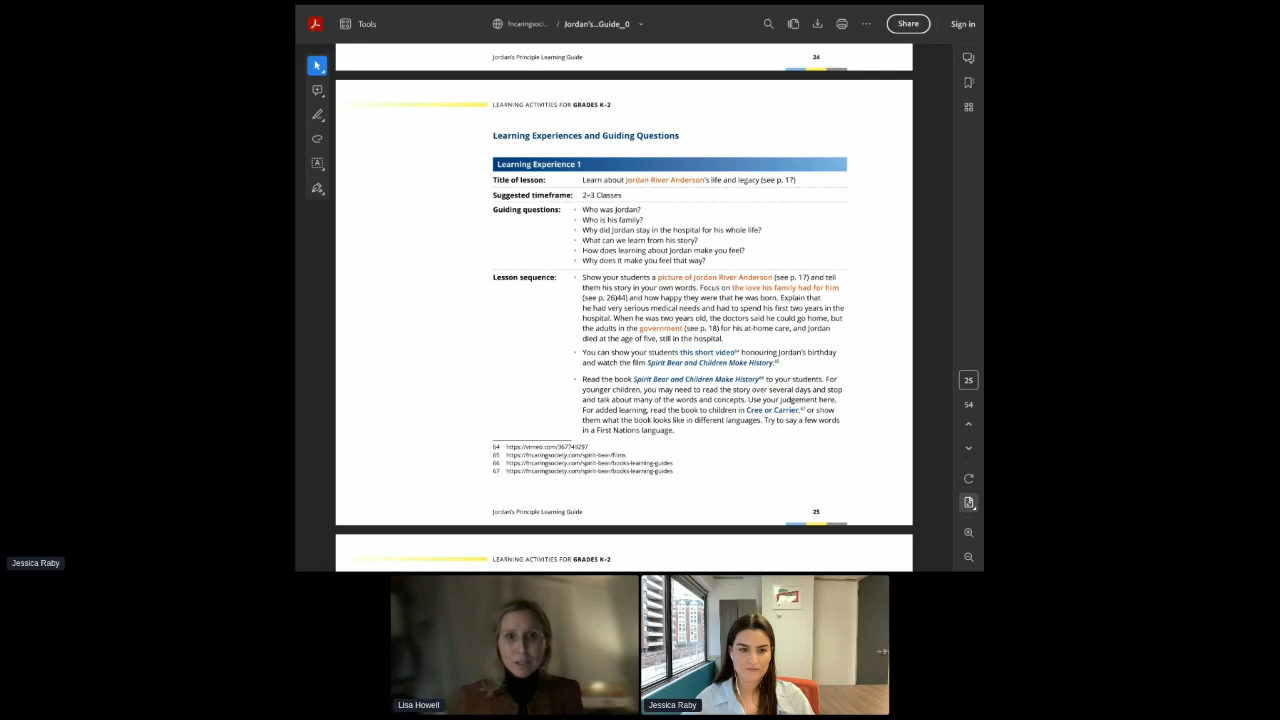 Tools
fncaringsoci... / Jordan's...Guide_0
Share
Sign in
Jordan's Principle Learning Guide
24
LEARNING ACTIVITIES FOR GRADES K–2
Learning Experiences and Guiding Questions
Learning Experience 1
Title of lesson: Learn about Jordan River Anderson's life and legacy (see p. 17)
Suggested timeframe: 2–3 Classes
Guiding questions: • Who was Jordan?
• Who is his family?
• Why did Jordan stay in the hospital for his whole life?
• What can we learn from his story?
• How does learning about Jordan make you feel?
• Why does it make you feel that way?
Lesson sequence: • Show your students a picture of Jordan River Anderson (see p. 17) and tell
them his story in your own words. Focus on the love his family had for him
(see p. 26)44) and how happy they were that he was born. Explain that
he had very serious medical needs and had to spend his first two years in the
hospital. When he was two years old, the doctors said he could go home, but
the adults in the government (see p. 18) for his at-home care, and Jordan
died at the age of five, still in the hospital.
• You can show your students this short video64 honouring Jordan's birthday
and watch the film Spirit Bear and Children Make History.65
• Read the book Spirit Bear and Children Make History66 to your students. For
younger children, you may need to read the story over several days and stop
and talk about many of the words and concepts. Use your judgement here.
For added learning, read the book to children in Cree or Carrier,67 or show
them what the book looks like in different languages. Try to say a few words
in a First Nations language.
64 https://vimeo.com/367749297
65 https://fncaringsociety.com/spirit-bear/films
66 https://fncaringsociety.com/spirit-bear/books-learning-guides
67 https://fncaringsociety.com/spirit-bear/books-learning-guides
Jordan's Principle Learning Guide
25
LEARNING ACTIVITIES FOR GRADES K–2
25
54
Jessica Raby
Lisa Howell
Jessica Raby